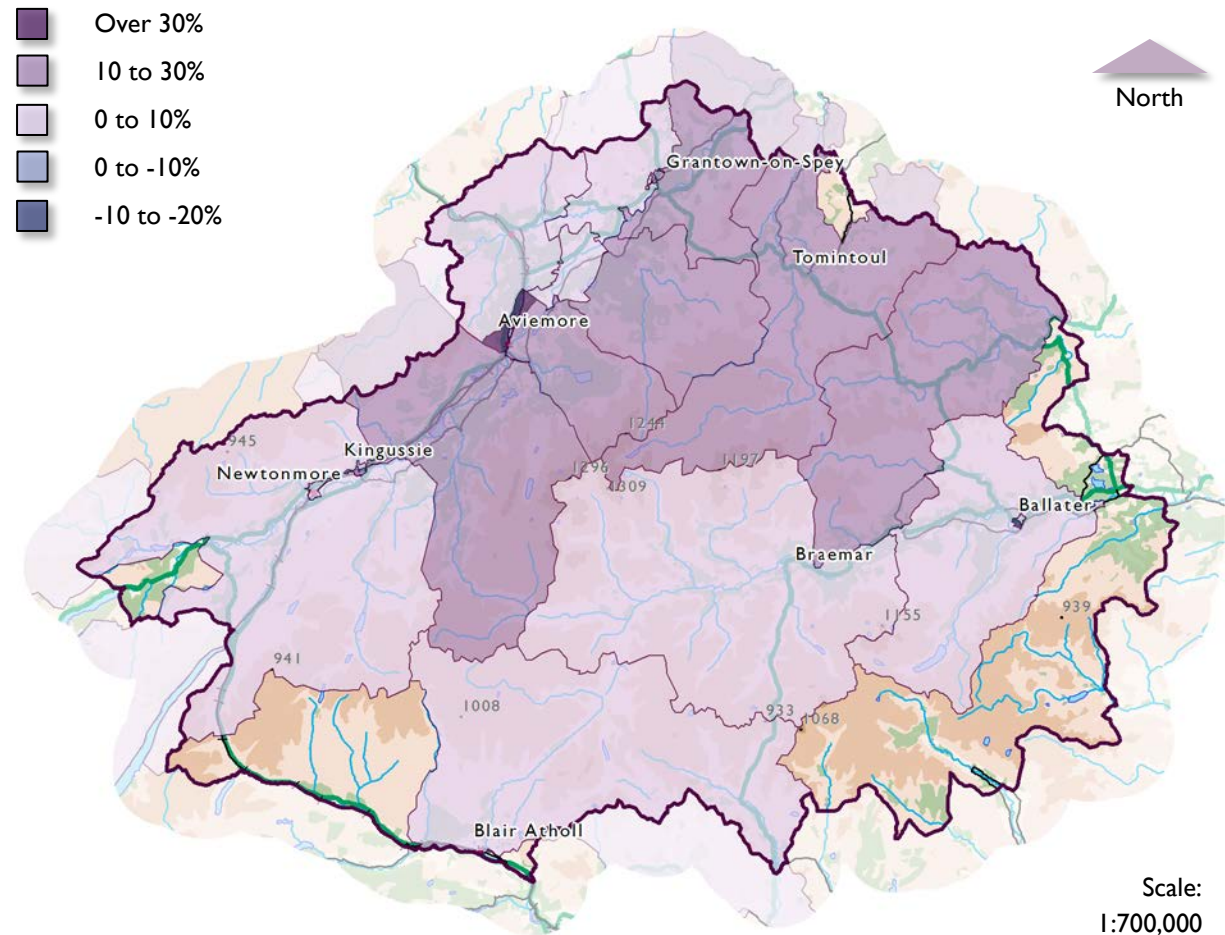 Over 30%
10 to 30%
0 to 10%
0 to -10%
-10 to -20%
North
Grantown-on-Spey
Tomintoul
Aviemore
1244
945
Kingussie
1197
1296
Newtonmore
1309
Ballater
Braemar
939
1155
941
1008
933
1068
Blair Atholl
Scale:
1:700,000